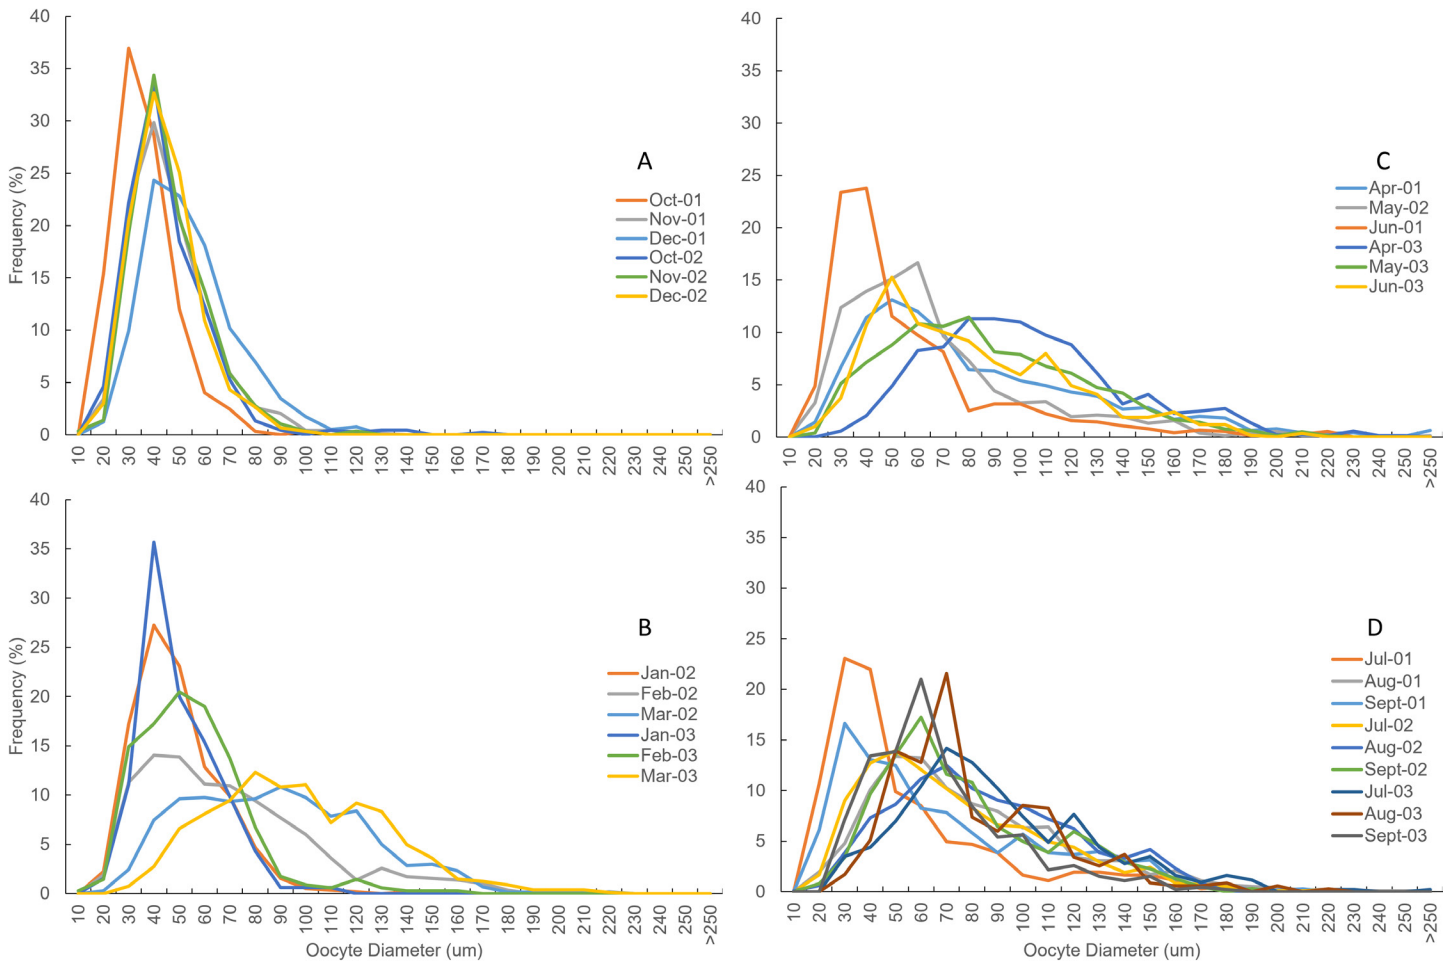 40
35
30
25
20
15
10
5
0
Frequency (%)
A
Oct-01
Nov-01
Dec-01
Oct-02
Nov-02
Dec-02
10 20 30 40 50 60 70 80 90 100 110 120 130 140 150 160 170 180 190 200 210 220 230 240 >250
40
35
30
25
20
15
10
5
0
C
Apr-01
May-02
Jun-01
Apr-03
May-03
Jun-03
10 20 30 40 50 60 70 80 90 100 110 120 130 140 150 160 170 180 190 200 210 220 230 240 >250
40
35
30
25
20
15
10
5
0
Frequency (%)
B
Jan-02
Feb-02
Mar-02
Jan-03
Feb-03
Mar-03
10 20 30 40 50 60 70 80 90 100 110 120 130 140 150 160 170 180 190 200 210 220 230 240 >250
Oocyte Diameter (um)
40
35
30
25
20
15
10
5
0
D
Jul-01
Aug-01
Sept-01
Jul-02
Aug-02
Sept-02
Jul-03
Aug-03
Sept-03
10 20 30 40 50 60 70 80 90 100 110 120 130 140 150 160 170 180 190 200 210 220 230 240 >250
Oocyte Diameter (um)